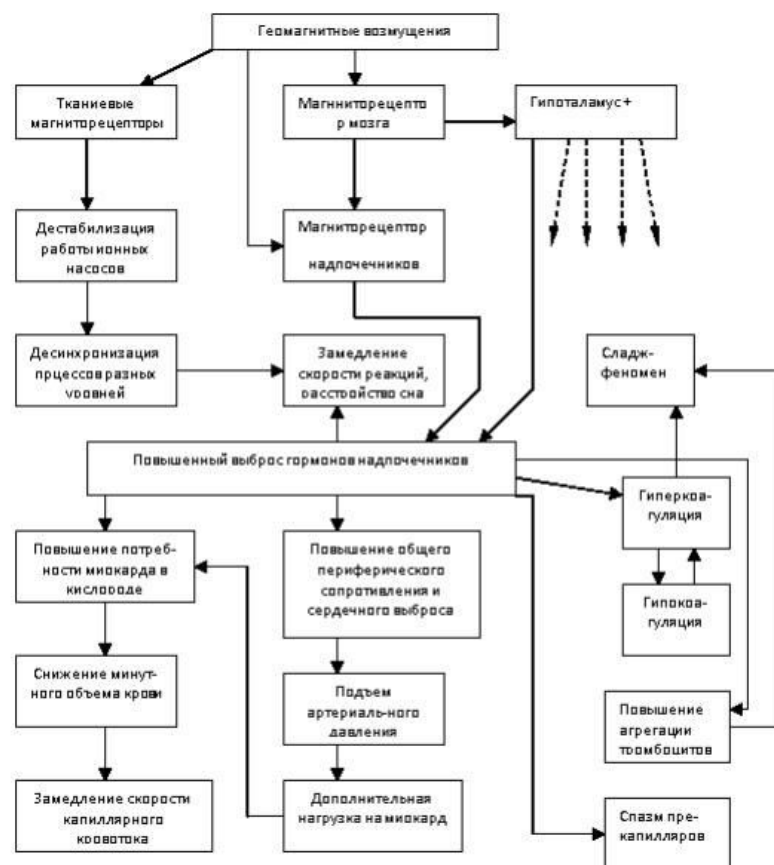 Геомагнитные возмущения
Тканиевые
магниторецепторы
Магнниторецепто
р мозга
Гипоталамус+
Дестабилизация
работы ионных
насосов
Магниторецептор
надпочечников
Десинхронизация
прцессов разных
уровней
Замедление
скорости реакций,
расстройство сна
Сладж-
феномен
Повышенный выброс гормонов надпочечников
Гиперкоа-
гуляция
Повышение потреб-
ности миокарда в
кислороде
Повышение общего
периферического
сопротивления и
сердечного выброса
Гипокоа-
гуляция
Снижение минут-
ного объема крови
Подъем
артериаль-ного
давления
Повышение
агрегации
тромбоцитов
Замедление скорости
капиллярного
кровотока
Дополнительная
нагрузка на миокард
Спазм пре-
капилляров